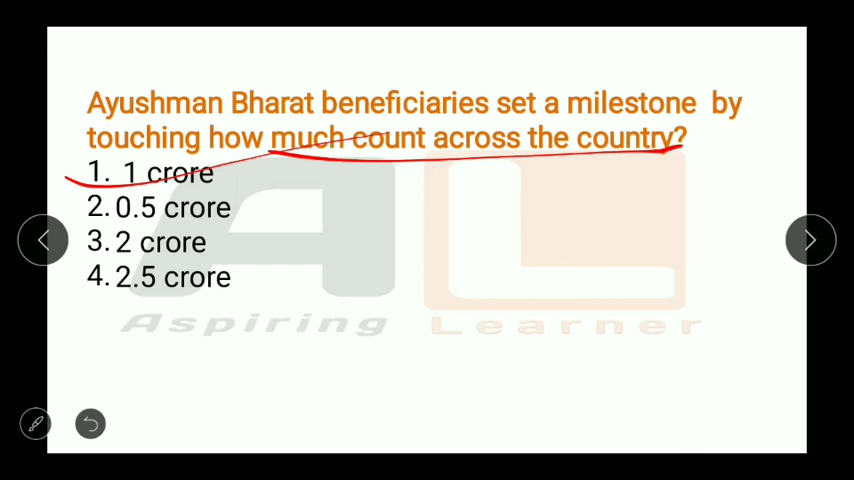 Ayushman Bharat beneficiaries set a milestone by
touching how much count across the country?
1. 1 crore
2. 0.5 crore
3. 2 crore
4. 2.5 crore
AL
Aspiring Learner